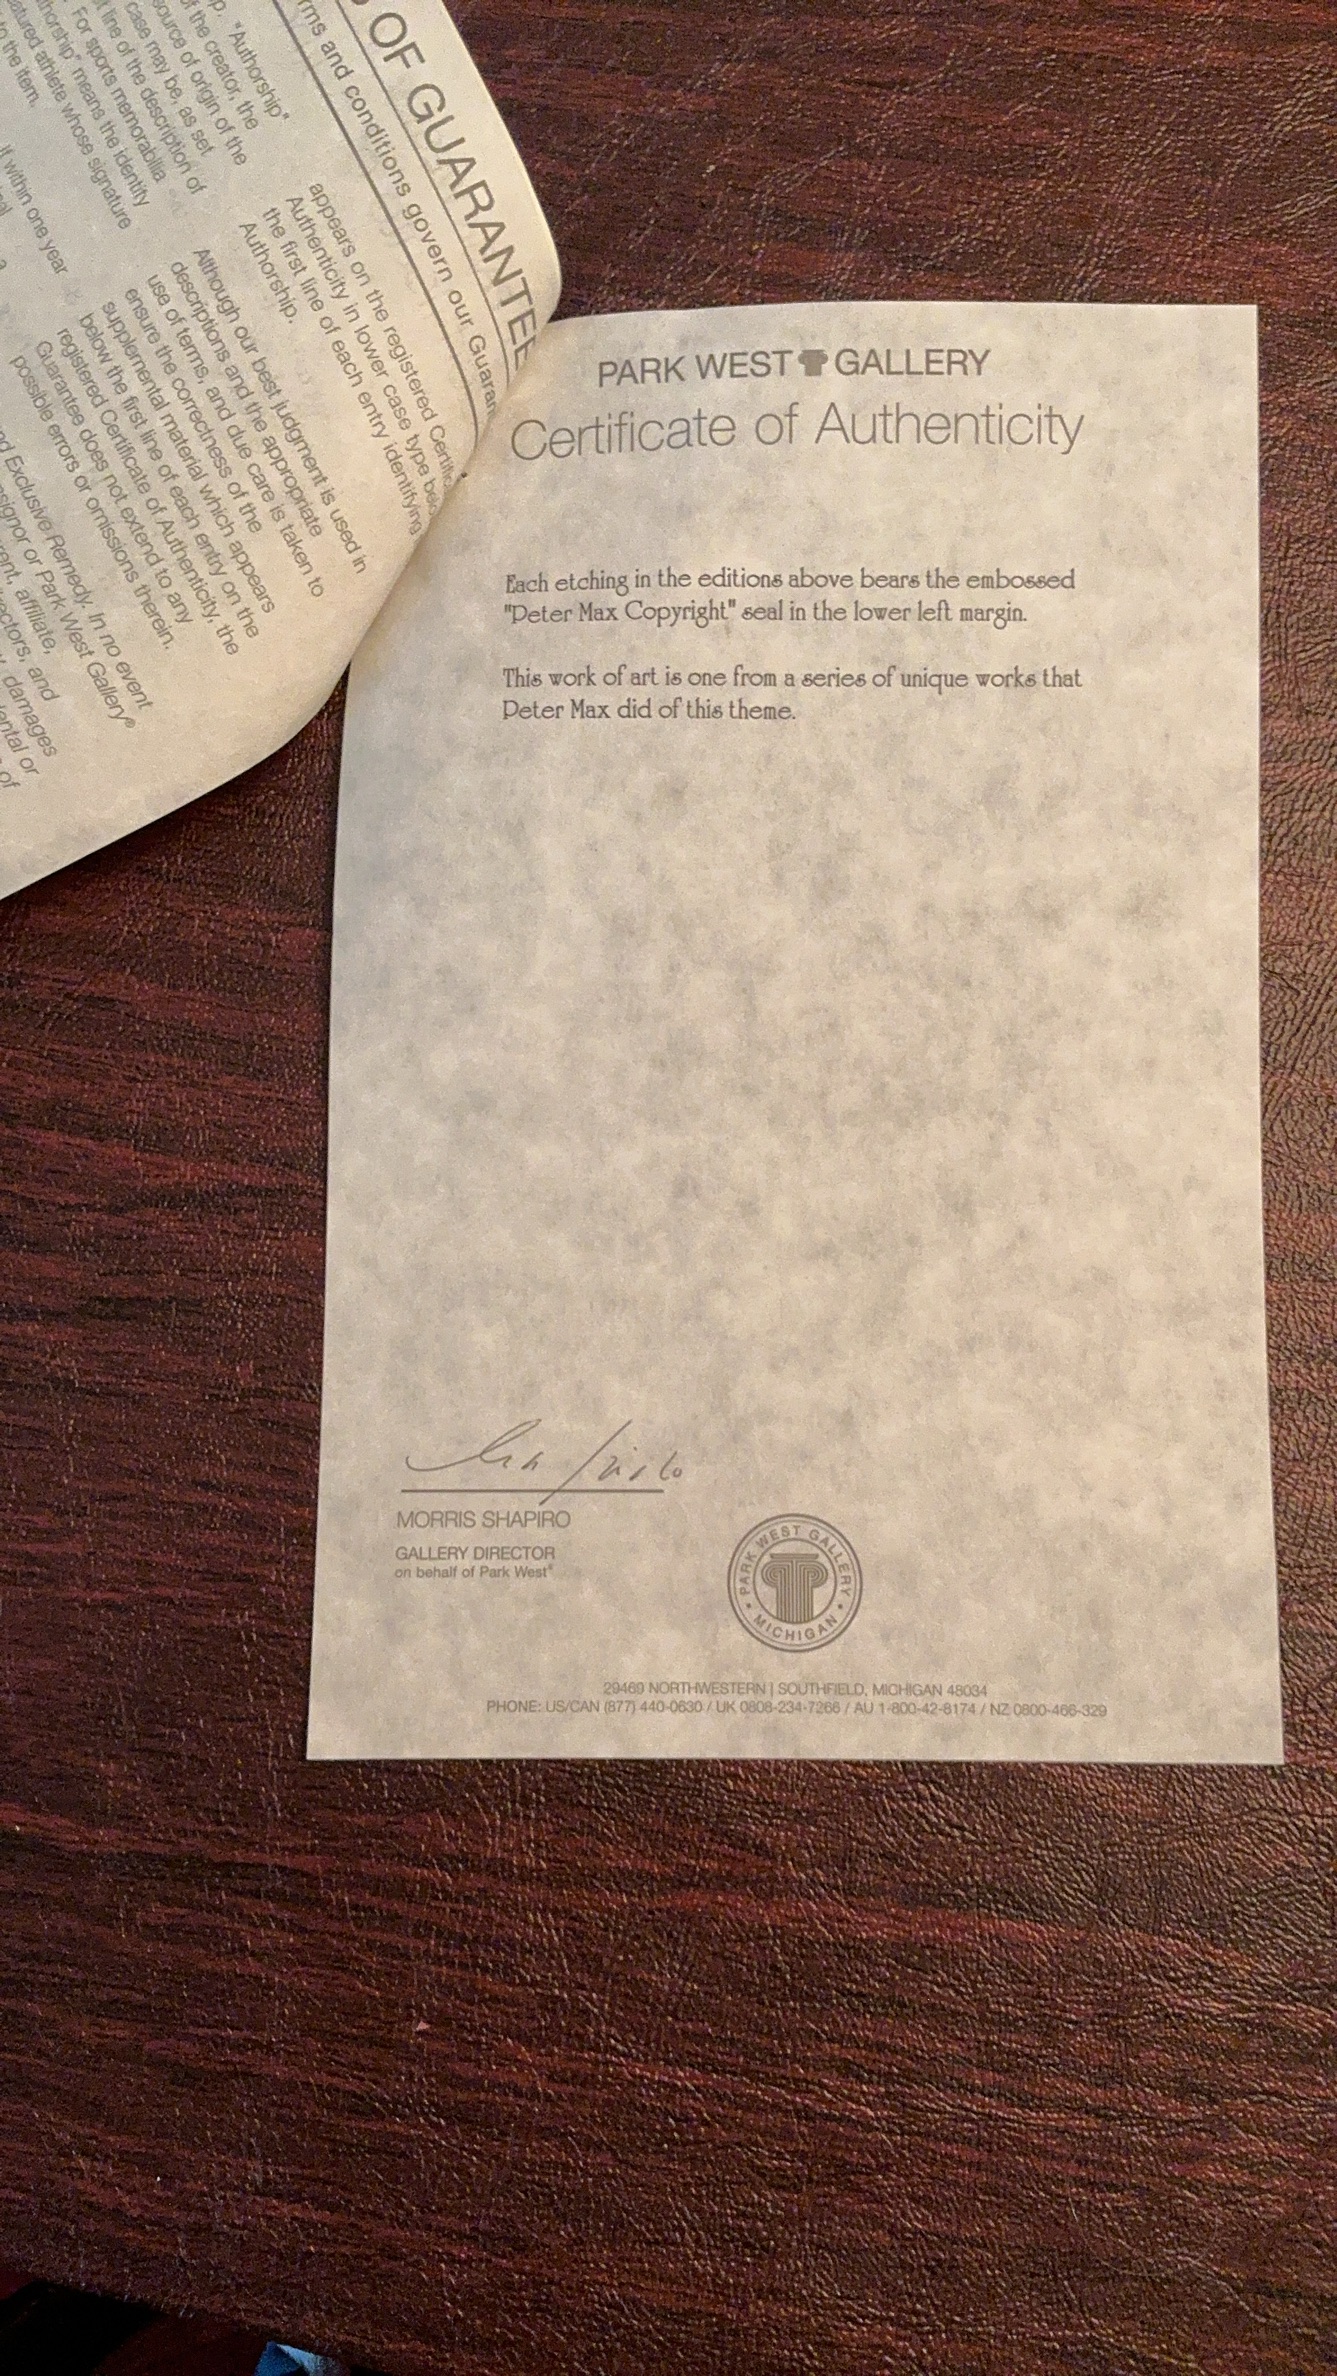 OF GUARANTEE
and conditions govern our
"Authorship"
the creator, the
source of origin of the
case may be, as set
line of the description of
For sports memorabilia
means the identity
athlete whose signature
to the item.
if within one year
appears on the registered
Authenticity in lower case type
the first line of each entry identifying
Authorship.
Although our best judgment is used in
descriptions and the appropriate
use of terms, and due care is taken to
ensure the correctness of the
supplemental material which appears
below the first line of each entry on the
registered Certificate of Authenticity, the
Guarantee does not extend to any
possible errors or omissions therein.
Exclusive Remedy. In no event
or Park West Gallery®
affiliate,
and
damages
or
of
PARK WEST GALLERY
Certificate of Authenticity
Each etching in the editions above bears the embossed
"Peter Max Copyright" seal in the lower left margin.
This work of art is one from a series of unique works that
Peter Max did of this theme.
MORRIS SHAPIRO
GALLERY DIRECTOR
on behalf of Park West®
PARK WEST GALLERY
MICHIGAN
29469 NORTHWESTERN | SOUTHFIELD, MICHIGAN 48034
PHONE: US/CAN (877) 440-0630 / UK 0808-234-7266 / AU 1-800-42-8174 / NZ 0800-466-329